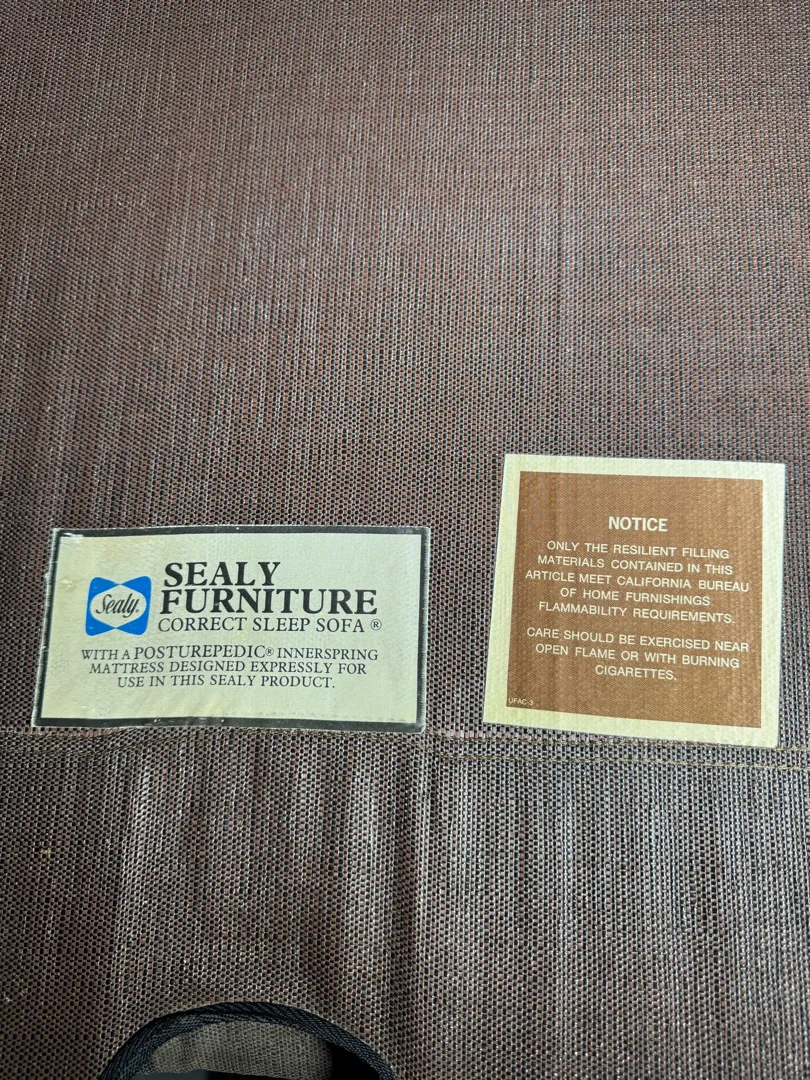 Sealy.
SEALY
FURNITURE
CORRECT SLEEP SOFA ®
WITH A POSTUREPEDIC® INNERSPRING
MATTRESS DESIGNED EXPRESSLY FOR
USE IN THIS SEALY PRODUCT.
NOTICE
ONLY THE RESILIENT FILLING
MATERIALS CONTAINED IN THIS
ARTICLE MEET CALIFORNIA BUREAU
OF HOME FURNISHINGS
FLAMMABILITY REQUIREMENTS.
CARE SHOULD BE EXERCISED NEAR
OPEN FLAME OR WITH BURNING
CIGARETTES.
UFAC-3